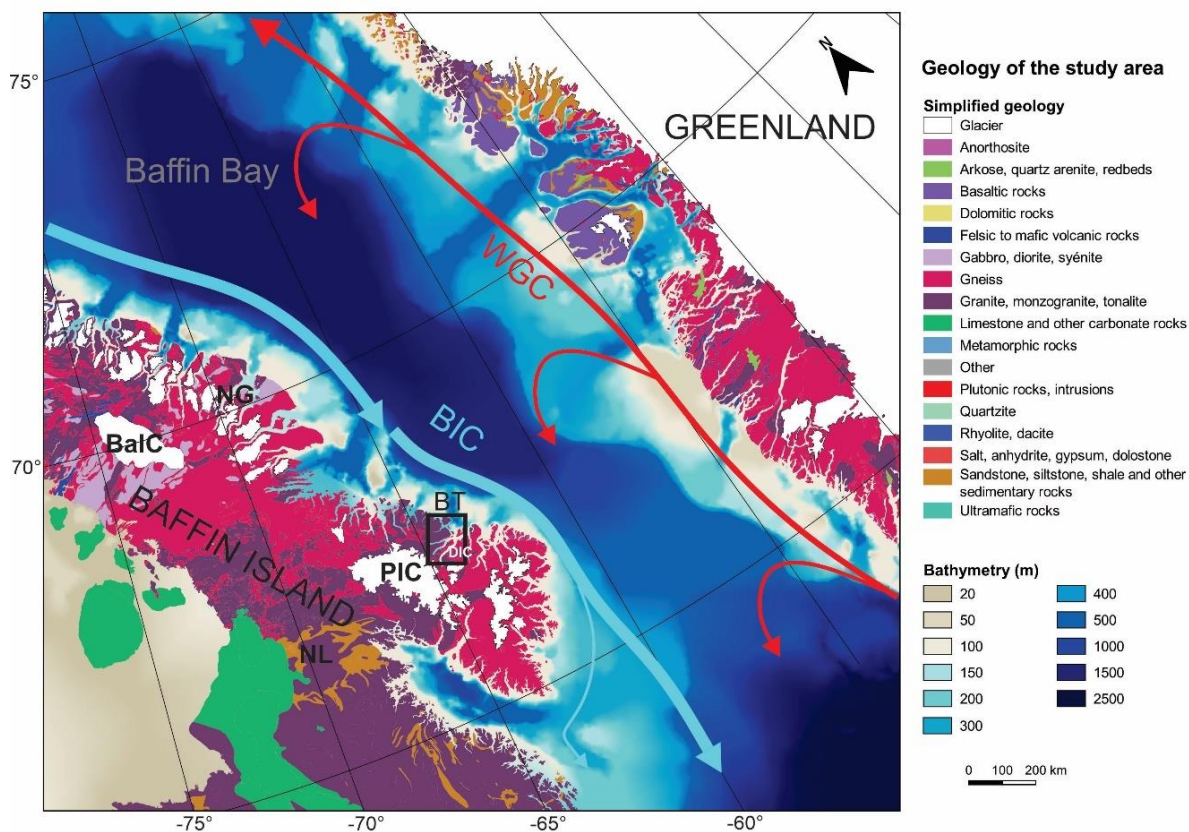 75°
70°
-75°
-70°
-65°
-60°
N
GREENLAND
Baffin Bay
WGC
BIC
NG
BaIC
BAFFIN ISLAND
BT
DIC
PIC
NL
Geology of the study area
Simplified geology
Glacier
Anorthosite
Arkose, quartz arenite, redbeds
Basaltic rocks
Dolomitic rocks
Felsic to mafic volcanic rocks
Gabbro, diorite, syénite
Gneiss
Granite, monzogranite, tonalite
Limestone and other carbonate rocks
Metamorphic rocks
Other
Plutonic rocks, intrusions
Quartzite
Rhyolite, dacite
Salt, anhydrite, gypsum, dolostone
Sandstone, siltstone, shale and other
sedimentary rocks
Ultramafic rocks
Bathymetry (m)
20
50
100
150
200
300
400
500
1000
1500
2500
0 100 200 km